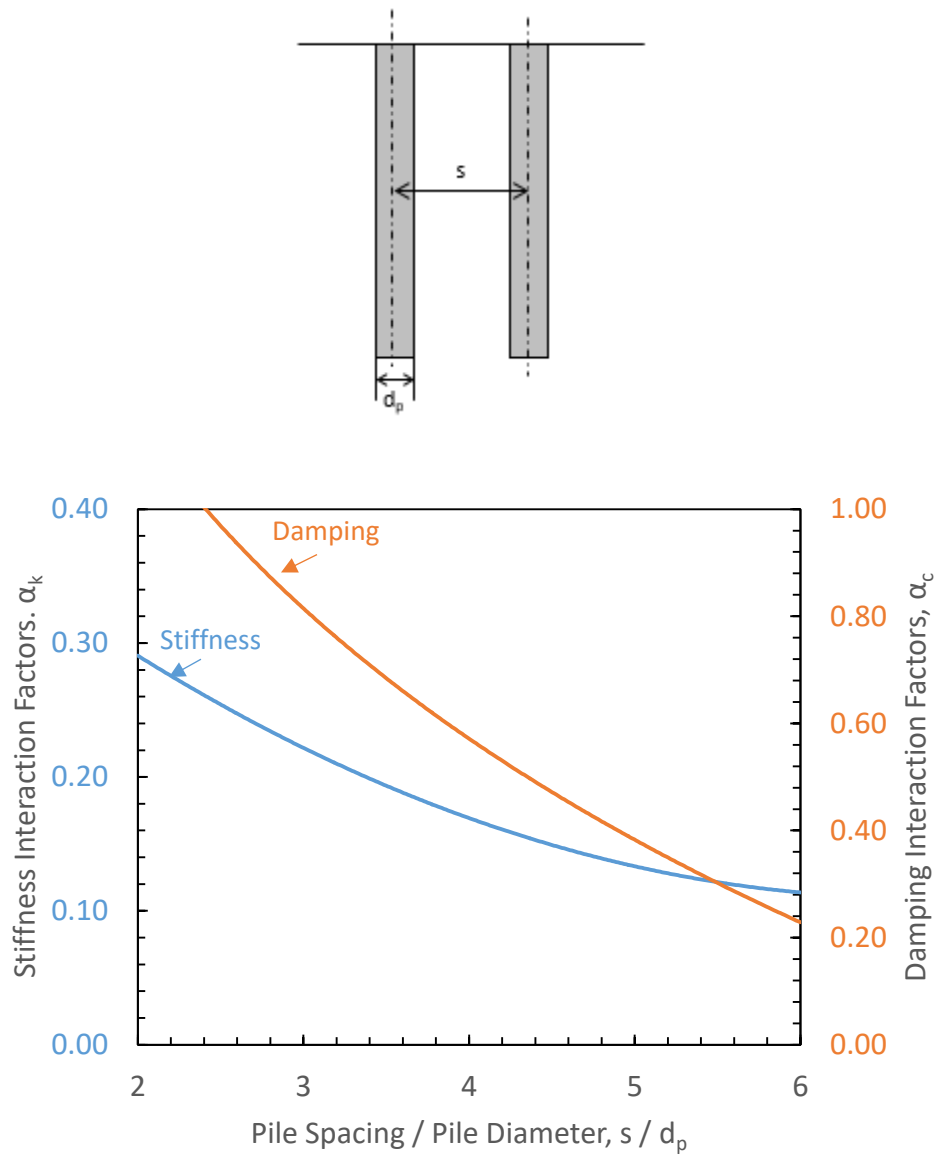 s
dₚ
0.40
0.30
0.20
0.10
0.00
Stiffness Interaction Factors. αₖ
Damping
Stiffness
1.00
0.80
0.60
0.40
0.20
0.00
Damping Interaction Factors, α꜀
2 3 4 5 6
Pile Spacing / Pile Diameter, s / dₚ